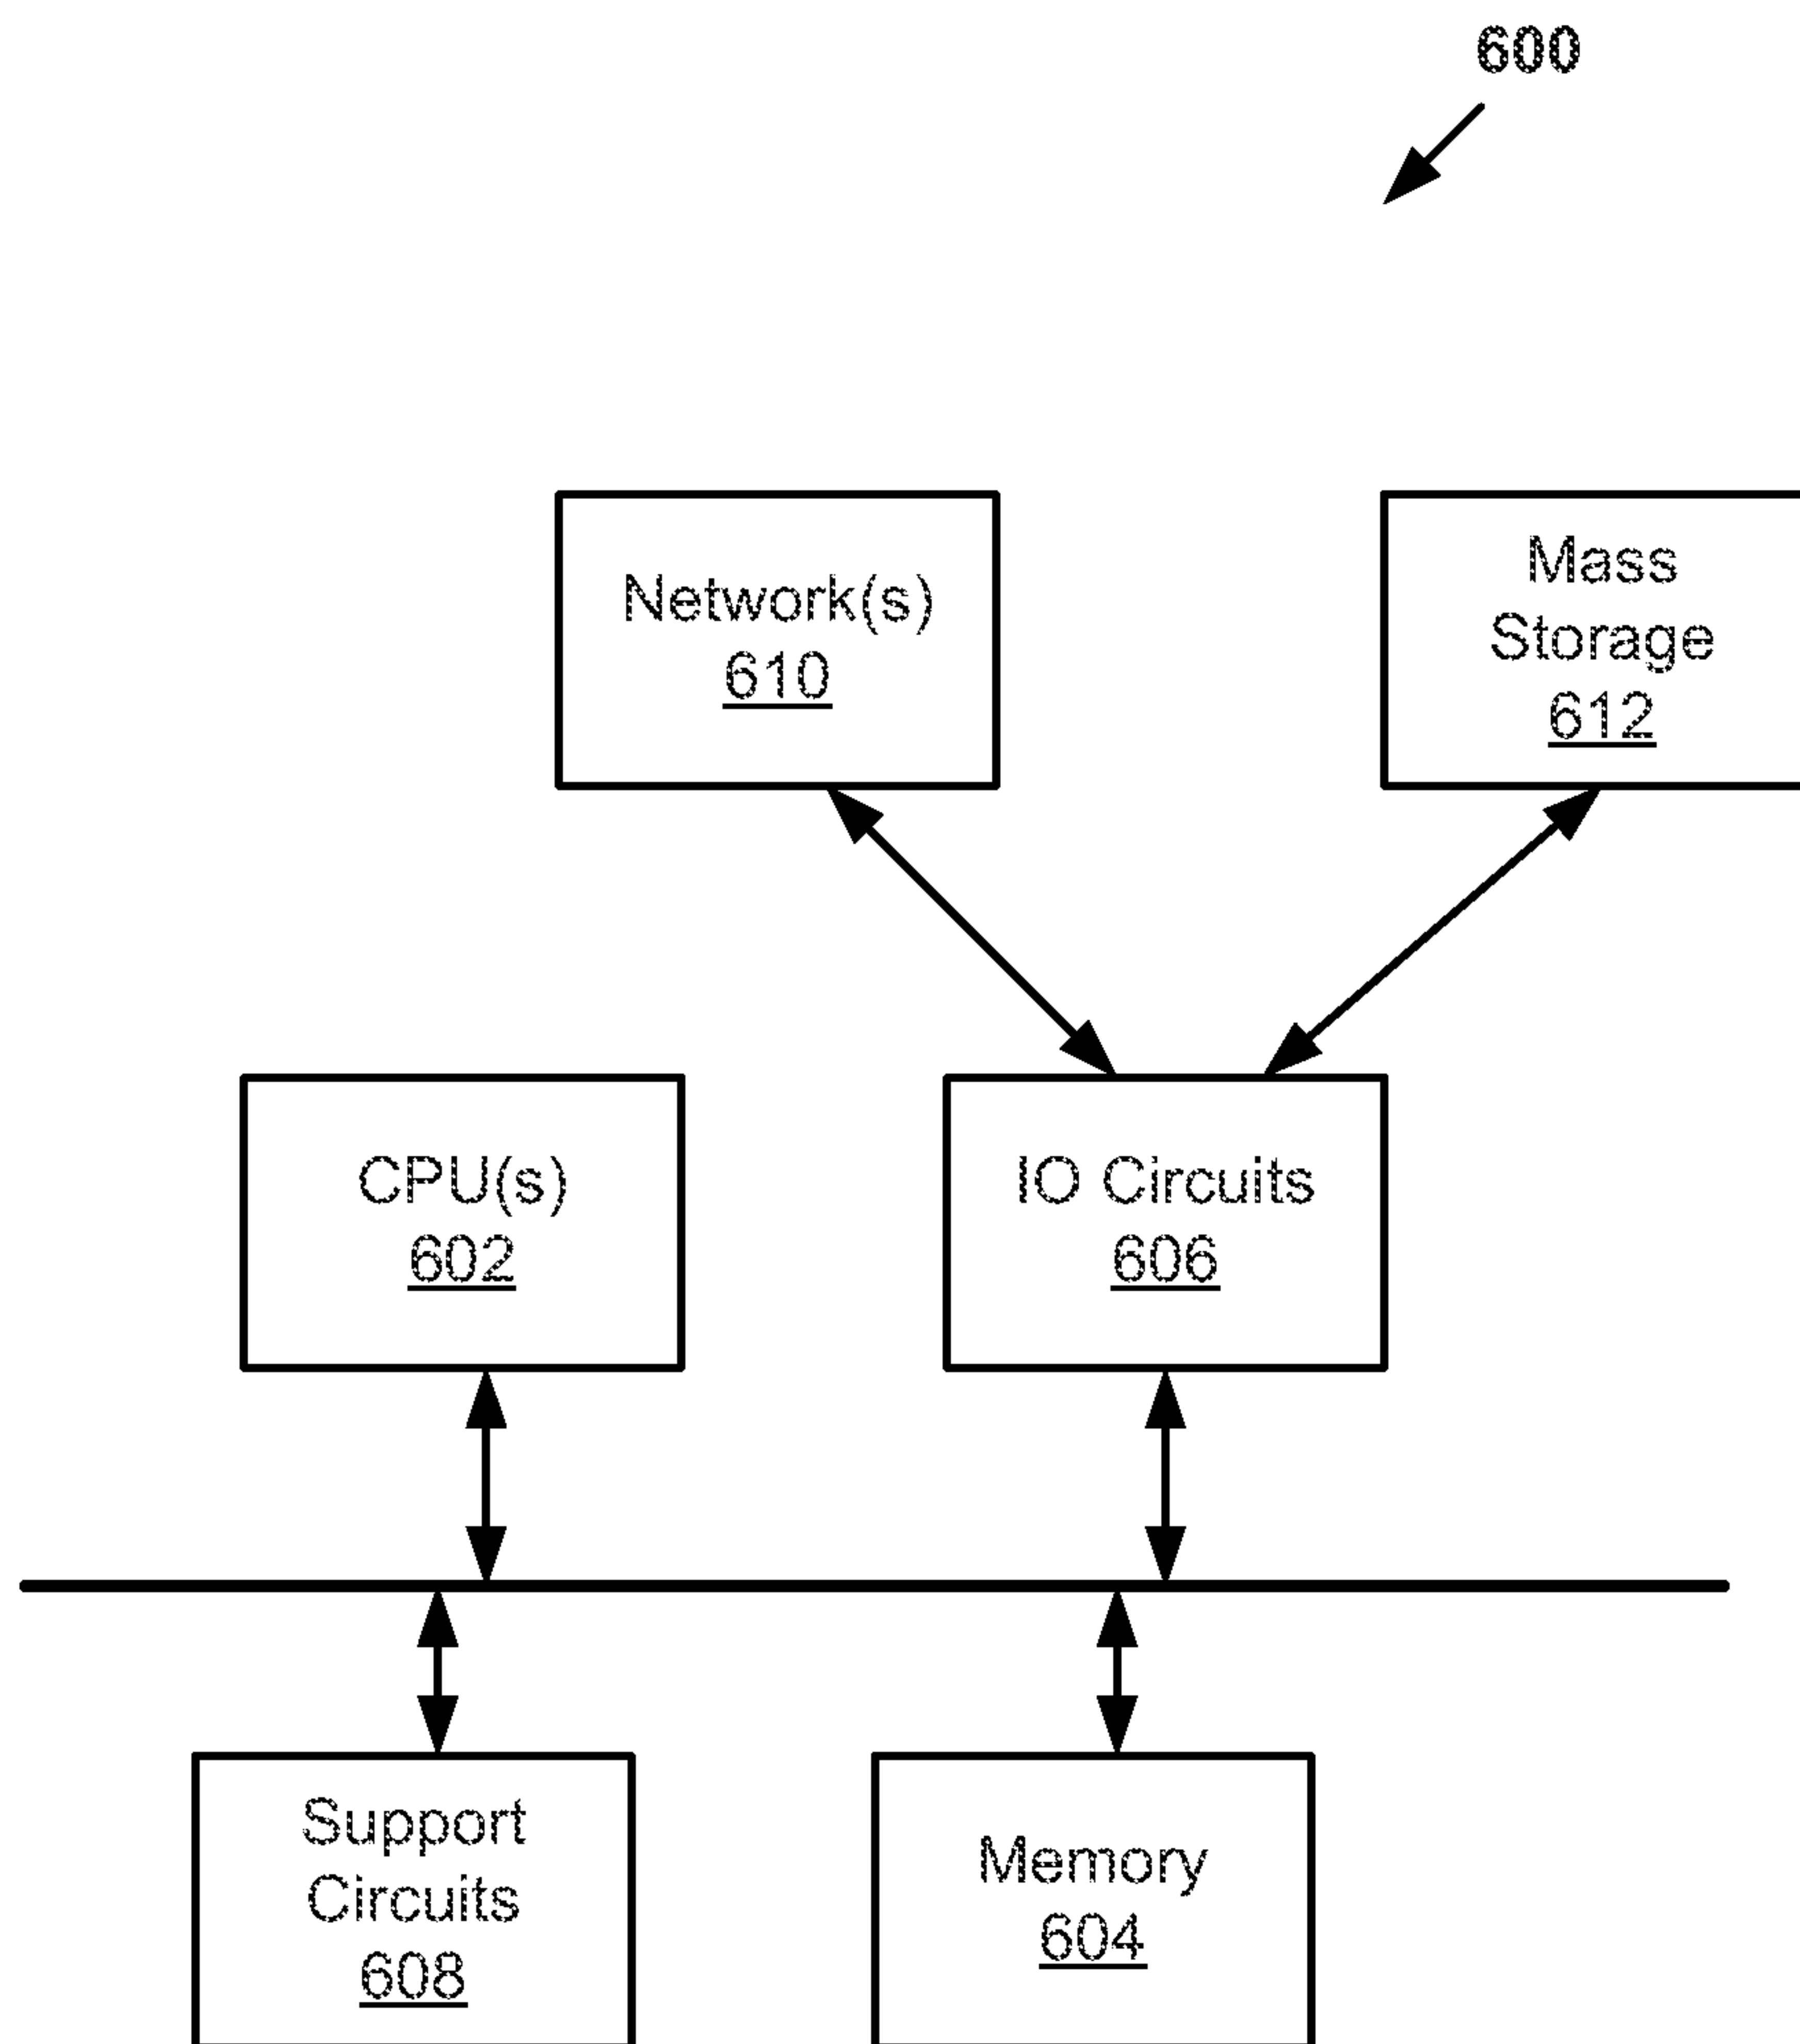 600
Network(s)
610
Mass
Storage
612
CPU(s)
602
IO Circuits
606
Support
Circuits
608
Memory
604